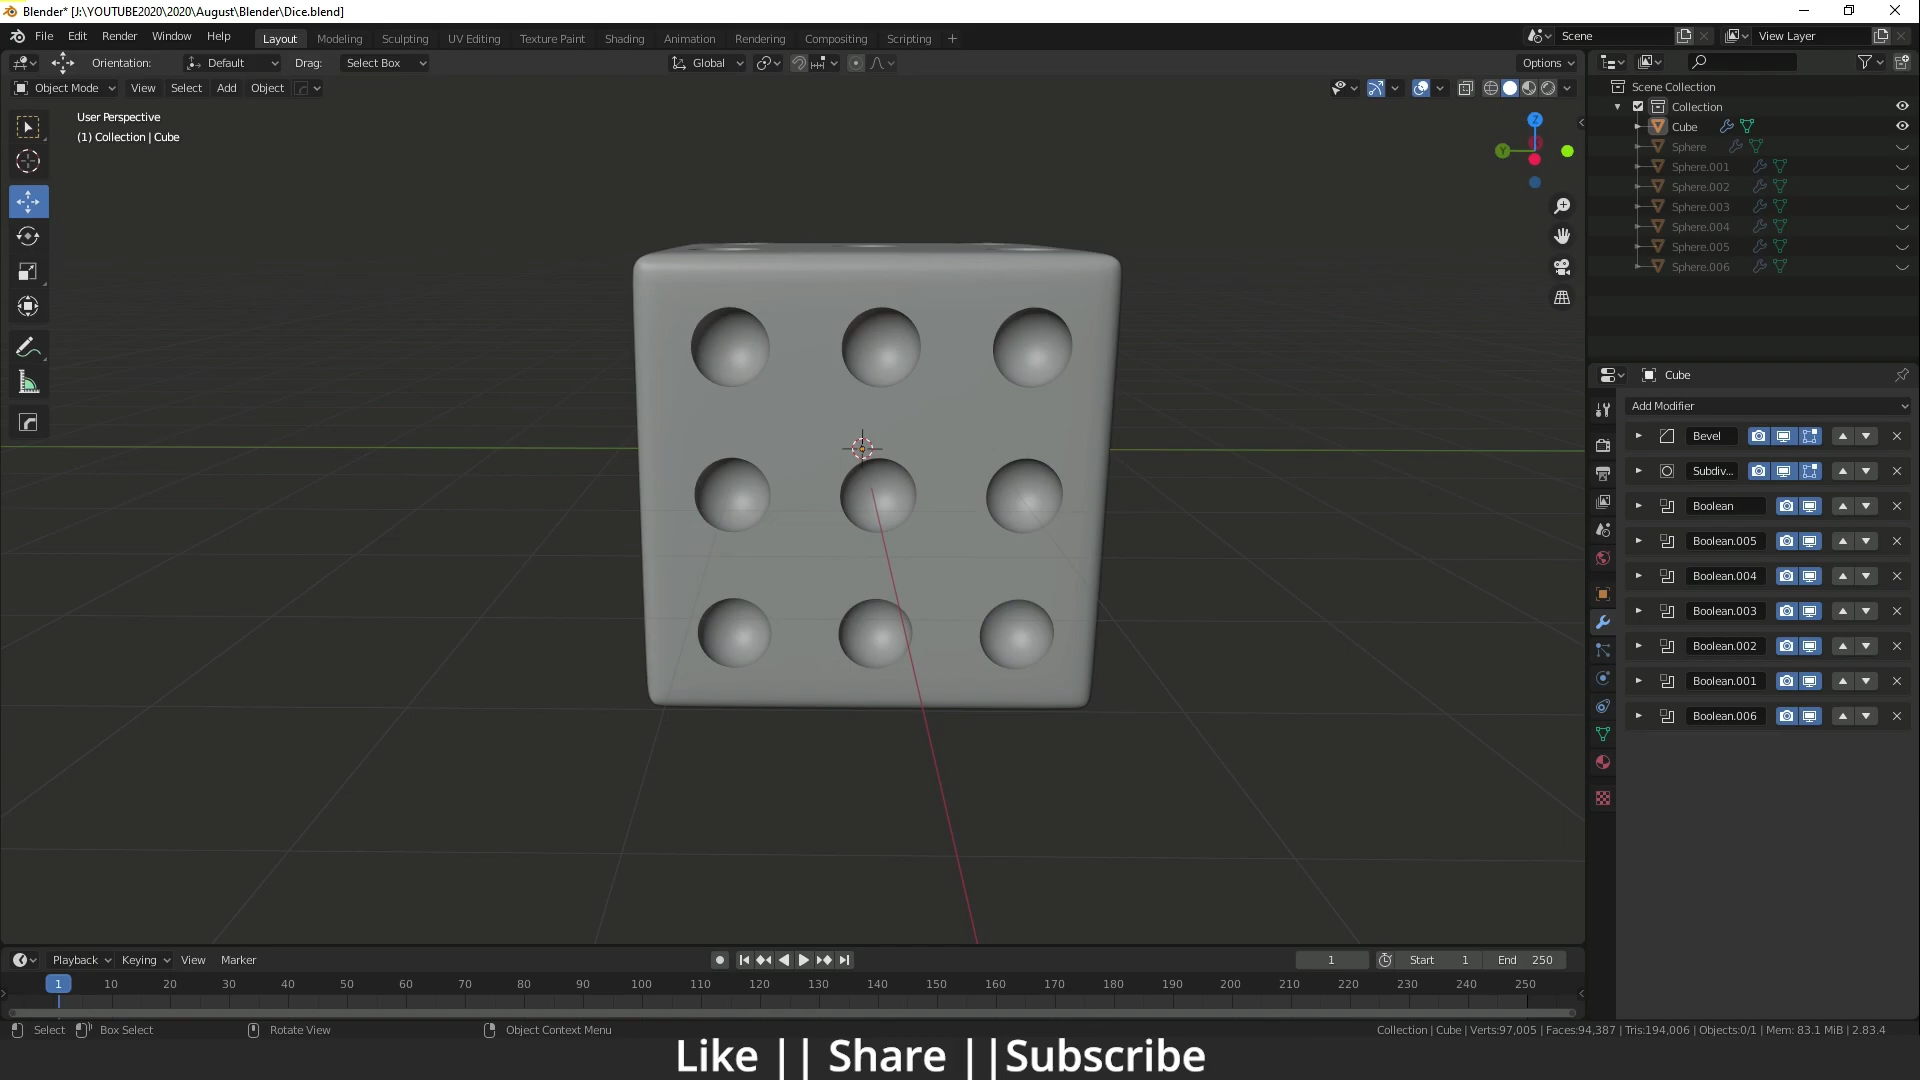 Blender* [J:\YOUTUBE2020\2020\August\Blender\Dice.blend]
File Edit Render Window Help Layout Modeling Sculpting UV Editing Texture Paint Shading Animation Rendering Compositing Scripting + Scene View Layer
Orientation: Default Drag: Select Box Global Options
Object Mode View Select Add Object
User Perspective
(1) Collection | Cube
Z
Y
Scene Collection
Collection
Cube
Sphere
Sphere.001
Sphere.002
Sphere.003
Sphere.004
Sphere.005
Sphere.006
Cube
Add Modifier
Bevel
Subdiv...
Boolean
Boolean.005
Boolean.004
Boolean.003
Boolean.002
Boolean.001
Boolean.006
Playback Keying View Marker 1 Start 1 End 250
1 10 20 30 40 50 60 70 80 90 100 110 120 130 140 150 160 170 180 190 200 210 220 230 240 250
Select Box Select Rotate View Object Context Menu Collection | Cube | Verts:97,005 | Faces:94,387 | Tris:194,006 | Objects:0/1 | Mem: 83.1 MiB | 2.83.4
Like || Share ||Subscribe